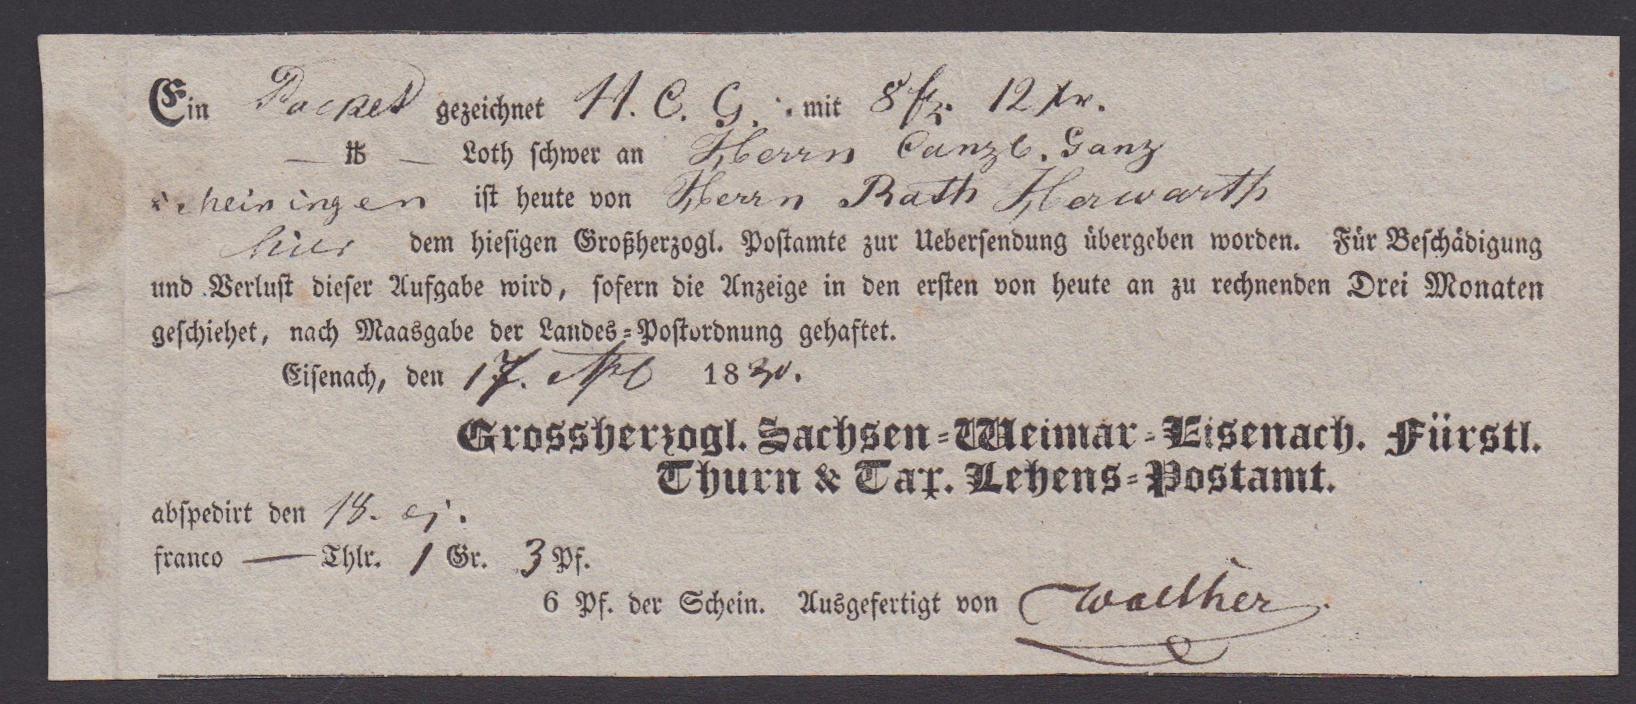 Ein Packet gezeichnet H. C. G. mit 8 fl. 12 xr.
— ℔ — Loth schwer an Herrn Canzl. Ganz
ist heute von Herrn Rath Herwarth
hier dem hiesigen Großherzogl. Postamte zur Uebersendung übergeben worden. Für Beschädigung
und Verlust dieser Aufgabe wird, sofern die Anzeige in den ersten von heute an zu rechnenden Drei Monaten
geschiehet, nach Maasgabe der Landes-Postordnung gehaftet.
Eisenach, den 17. Apl 1830.
Grossherzogl. Sachsen-Weimar-Eisenach. Fürstl.
Thurn & Tax. Lehens-Postamt.
abspedirt den 18. ej.
franco — Thlr. 1 Gr. 3 Pf.
6 Pf. der Schein. Ausgefertigt von Walther